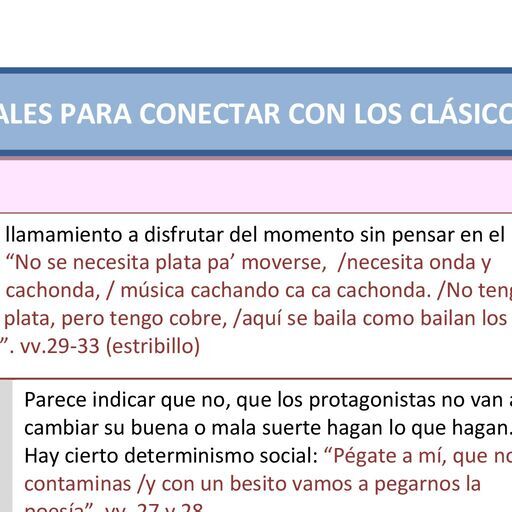 ALES PARA CONECTAR CON LOS CLÁSICO
llamamiento a disfrutar del momento sin pensar en el
“No se necesita plata pa’ moverse,  /necesita onda y
cachonda, / música cachando ca ca cachonda. /No teng
plata, pero tengo cobre, /aquí se baila como bailan los
”. vv.29-33 (estribillo)
Parece indicar que no, que los protagonistas no van a
cambiar su buena o mala suerte hagan lo que hagan.
Hay cierto determinismo social: “Pégate a mí, que no
contaminas /y con un besito vamos a pegarnos la
poesía”. vv. 27 y 28